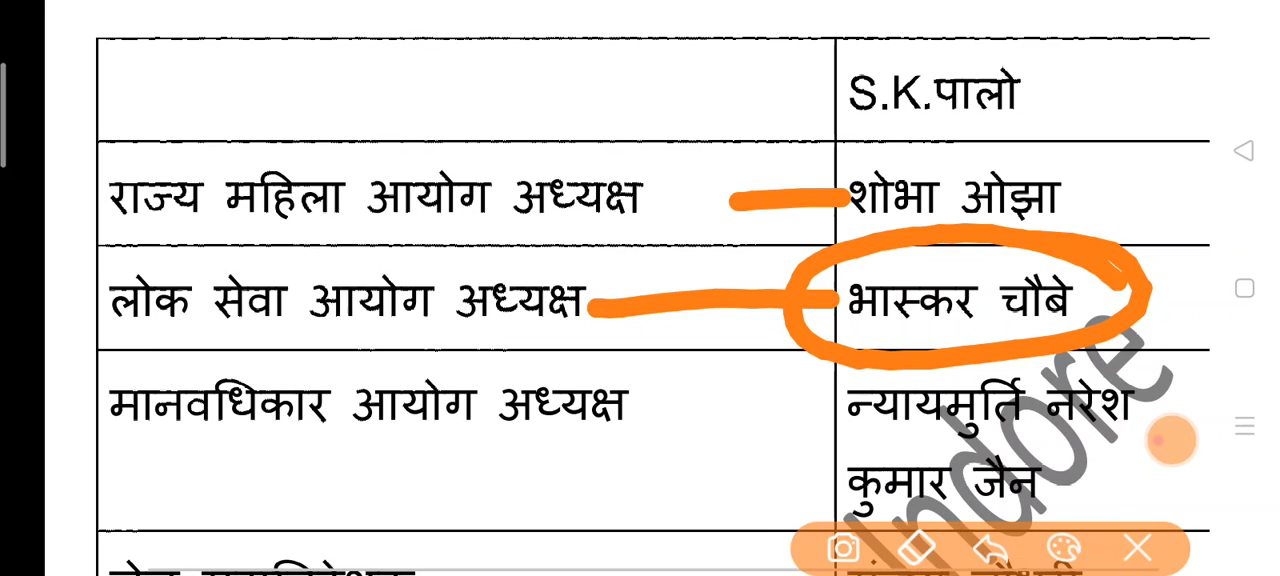 S.K.पालो
राज्य महिला आयोग अध्यक्ष शोभा ओझा
लोक सेवा आयोग अध्यक्ष भास्कर चौबे
मानवधिकार आयोग अध्यक्ष न्यायमुर्ति नरेश
कुमार जैन
Indore